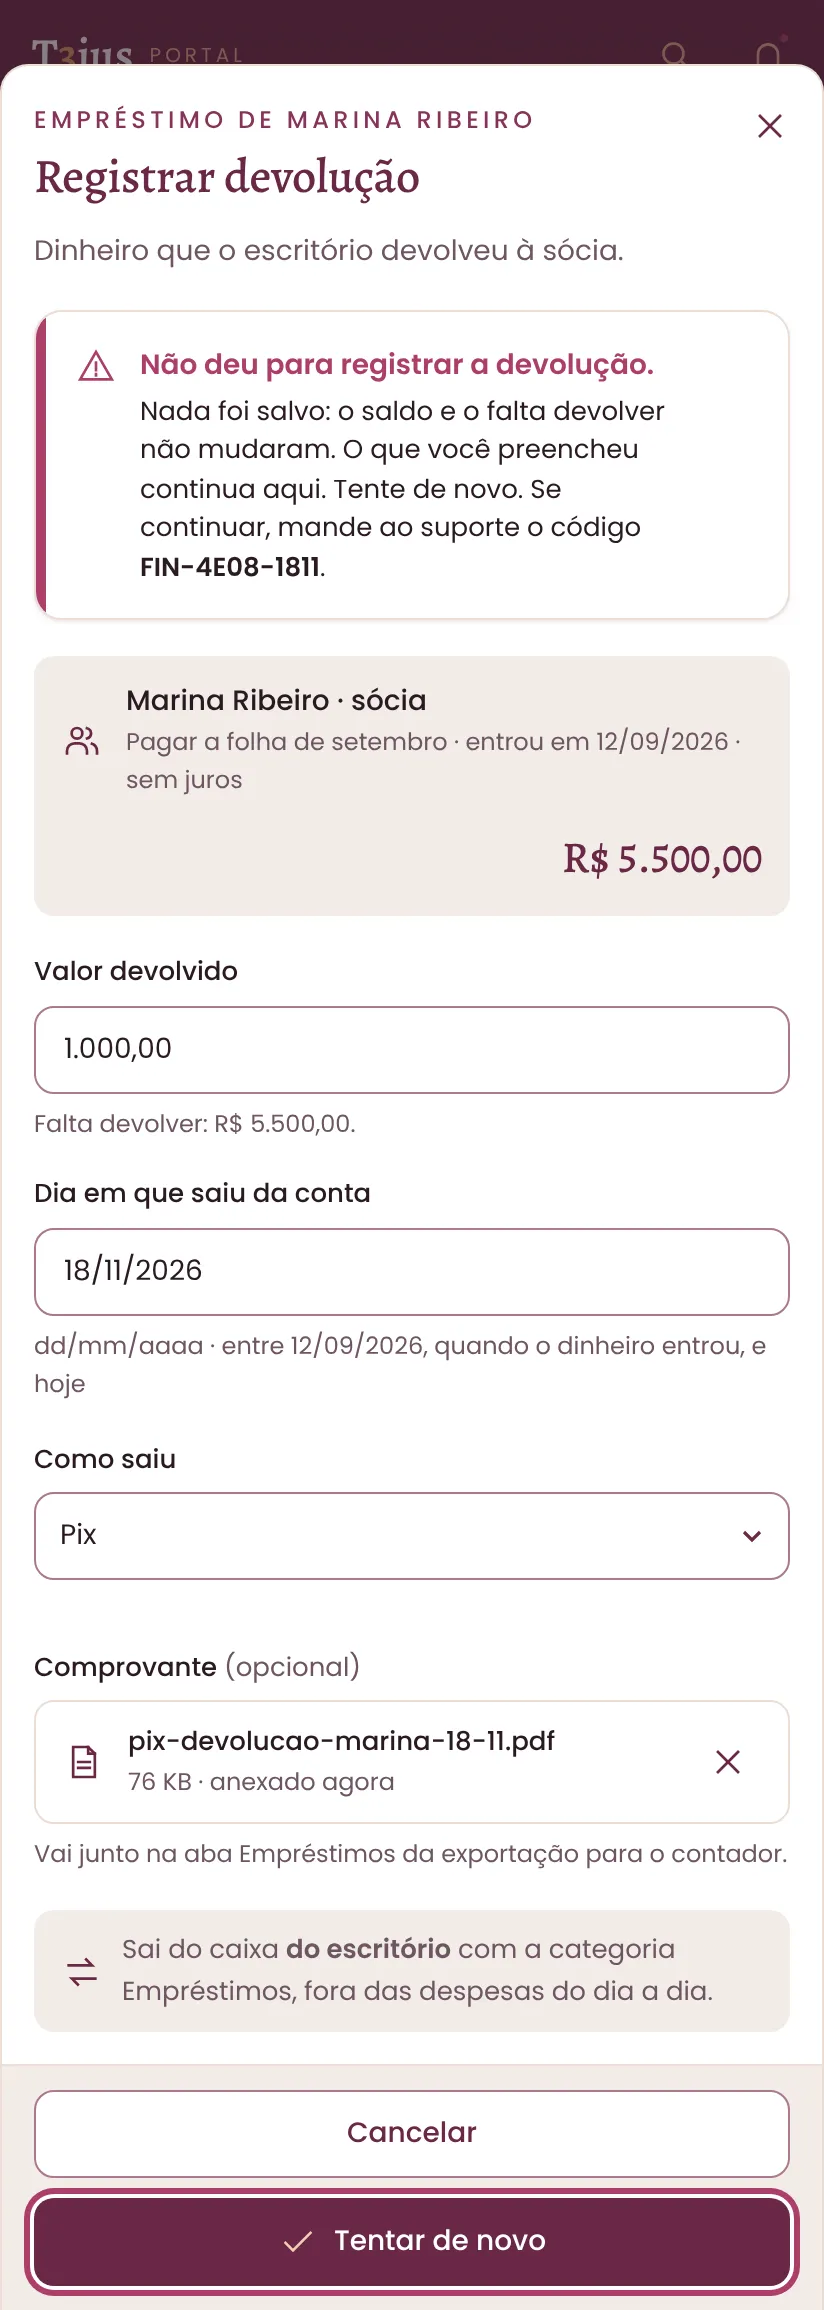 T3jus PORTAL
EMPRÉSTIMO DE MARINA RIBEIRO
Registrar devolução
Dinheiro que o escritório devolveu à sócia.
Não deu para registrar a devolução.
Nada foi salvo: o saldo e o falta devolver
não mudaram. O que você preencheu
continua aqui. Tente de novo. Se
continuar, mande ao suporte o código
FIN-4E08-1811.
Marina Ribeiro · sócia
Pagar a folha de setembro · entrou em 12/09/2026 ·
sem juros
R$ 5.500,00
Valor devolvido
1.000,00
Falta devolver: R$ 5.500,00.
Dia em que saiu da conta
18/11/2026
dd/mm/aaaa · entre 12/09/2026, quando o dinheiro entrou, e
hoje
Como saiu
Pix
Comprovante (opcional)
pix-devolucao-marina-18-11.pdf
76 KB · anexado agora
Vai junto na aba Empréstimos da exportação para o contador.
Sai do caixa do escritório com a categoria
Empréstimos, fora das despesas do dia a dia.
Cancelar
Tentar de novo